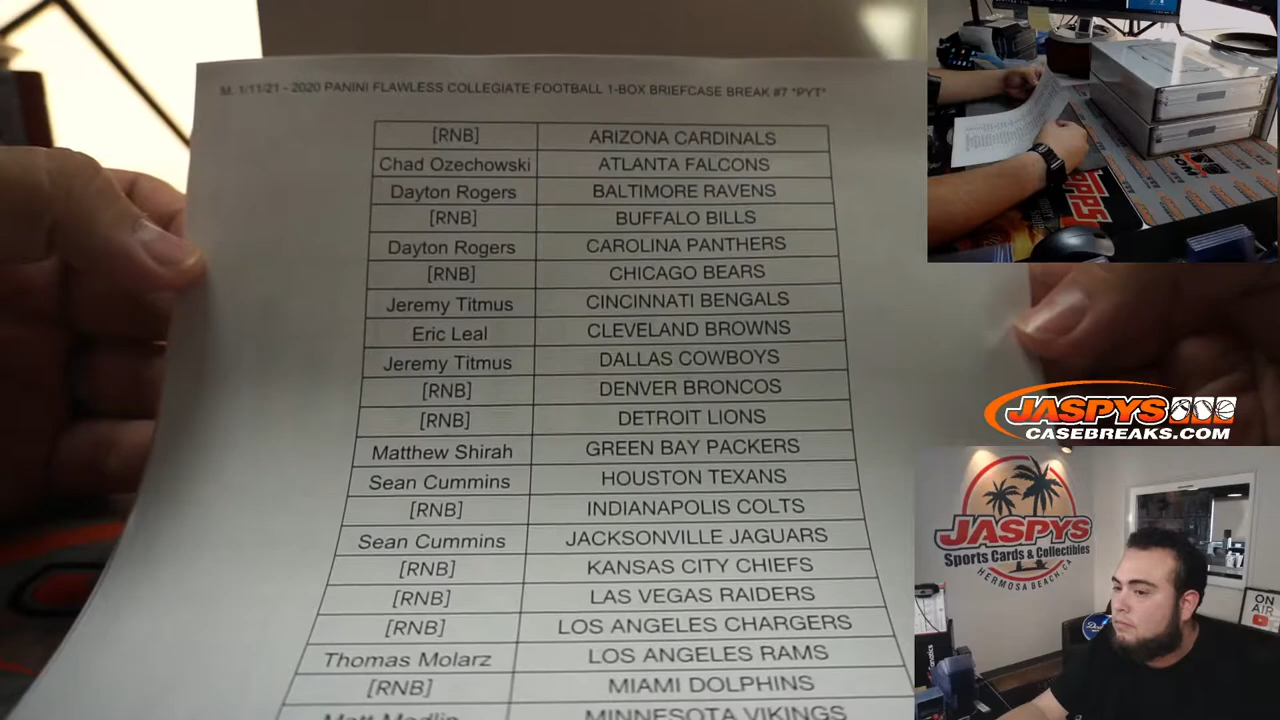 M. 1/11/21 - 2020 PANINI FLAWLESS COLLEGIATE FOOTBALL 1-BOX BRIEFCASE BREAK #7 *PYT*
[RNB] ARIZONA CARDINALS
Chad Ozechowski ATLANTA FALCONS
Dayton Rogers BALTIMORE RAVENS
[RNB] BUFFALO BILLS
Dayton Rogers CAROLINA PANTHERS
[RNB] CHICAGO BEARS
Jeremy Titmus CINCINNATI BENGALS
Eric Leal CLEVELAND BROWNS
Jeremy Titmus DALLAS COWBOYS
[RNB] DENVER BRONCOS
[RNB] DETROIT LIONS
Matthew Shirah GREEN BAY PACKERS
Sean Cummins HOUSTON TEXANS
[RNB] INDIANAPOLIS COLTS
Sean Cummins JACKSONVILLE JAGUARS
[RNB] KANSAS CITY CHIEFS
[RNB] LAS VEGAS RAIDERS
[RNB] LOS ANGELES CHARGERS
Thomas Molarz LOS ANGELES RAMS
[RNB] MIAMI DOLPHINS
Matt Medlin MINNESOTA VIKINGS
TOPPS
JASPYS
CASEBREAKS.COM
JASPYS
Sports Cards & Collectibles
HERMOSA BEACH, CA
ON
AIR